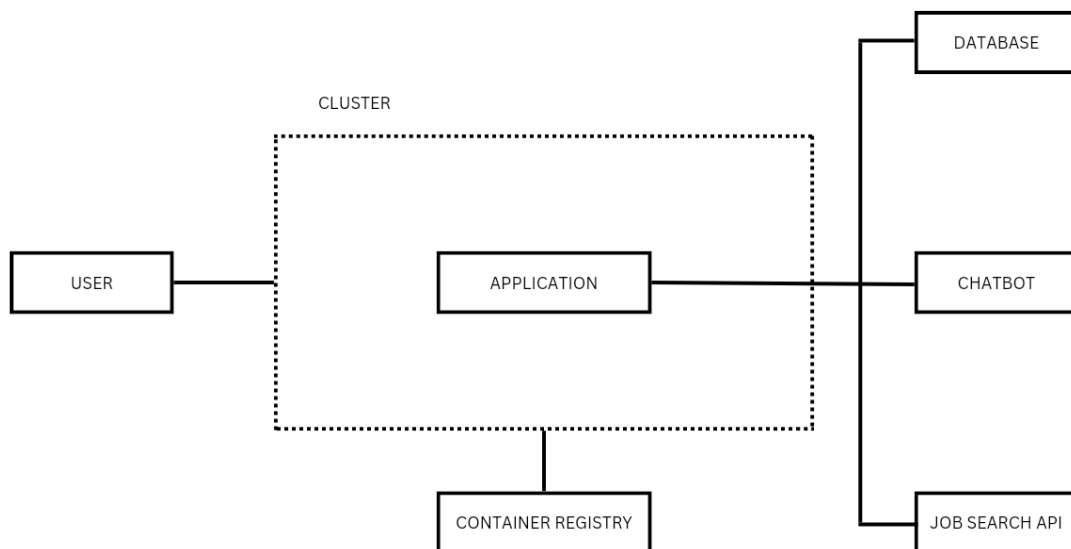 DATABASE
CLUSTER
USER
APPLICATION
CHATBOT
CONTAINER REGISTRY
JOB SEARCH API